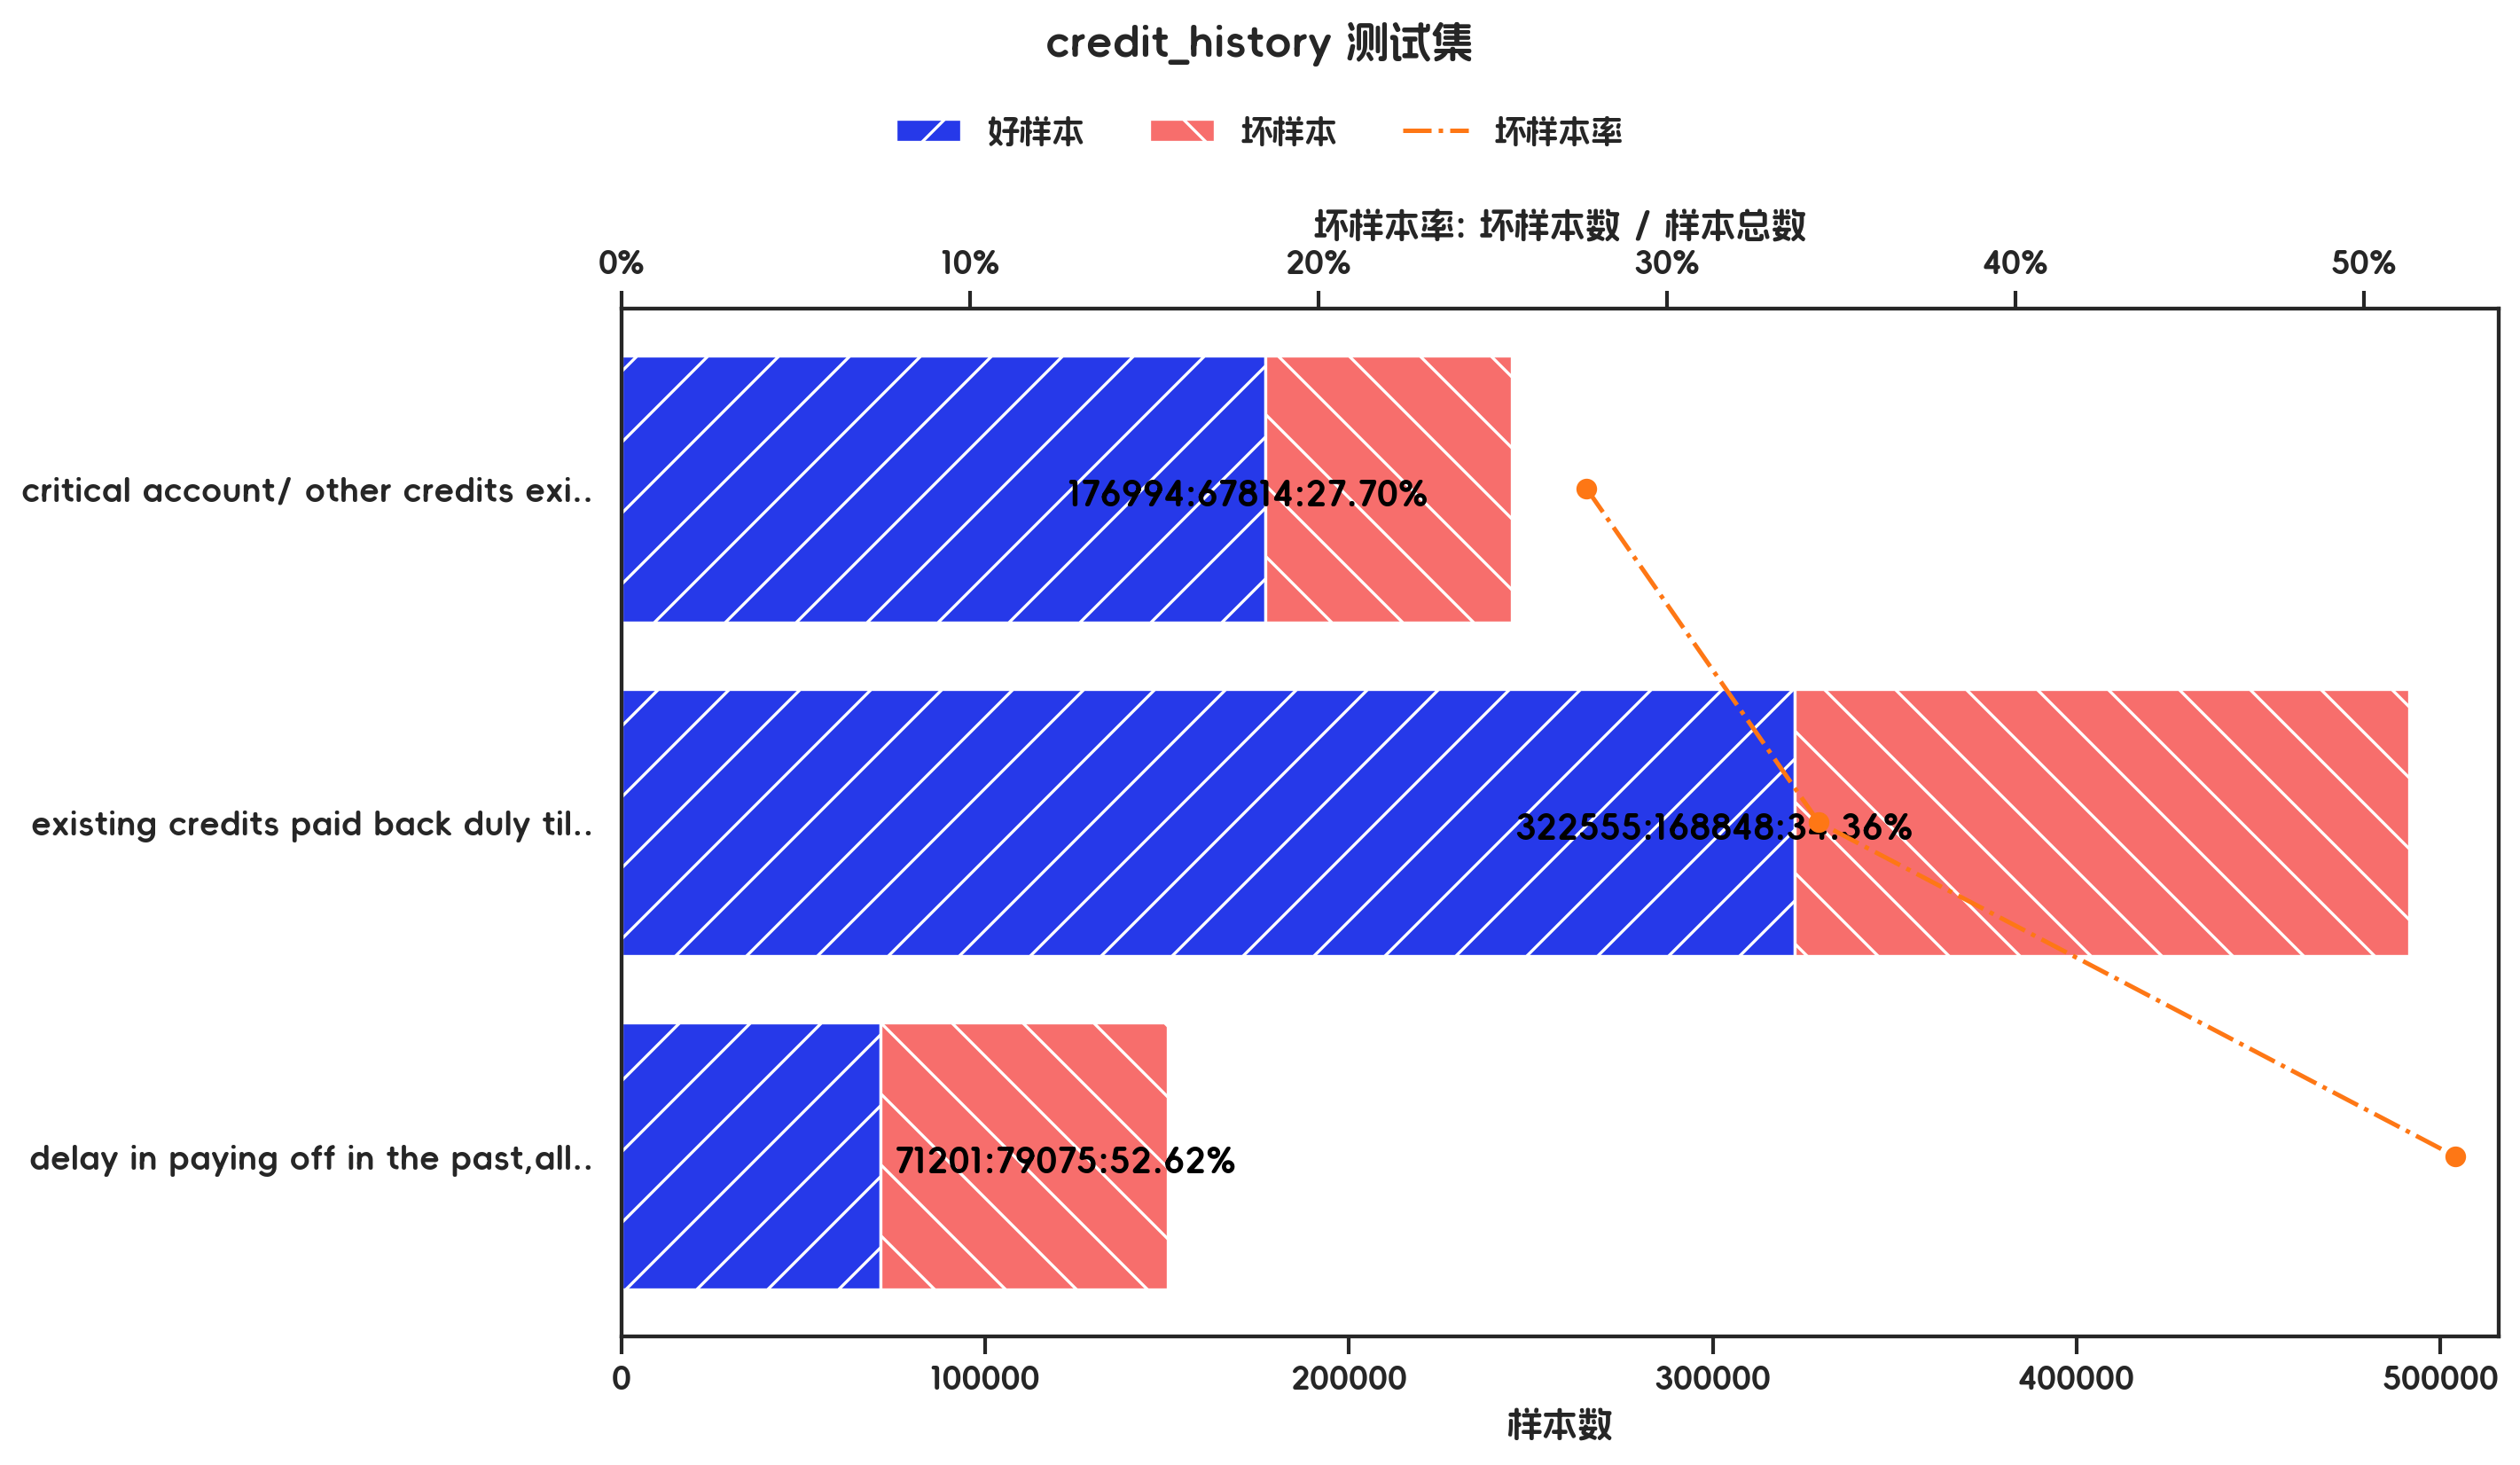 credit_history 测试集
好样本 坏样本 坏样本率
坏样本率: 坏样本数 / 样本总数
0% 10% 20% 30% 40% 50%
critical account/ other credits exi..
176994:67814:27.70%
existing credits paid back duly til..
322555:168848:34.36%
delay in paying off in the past,all..
71201:79075:52.62%
0 100000 200000 300000 400000 500000
样本数